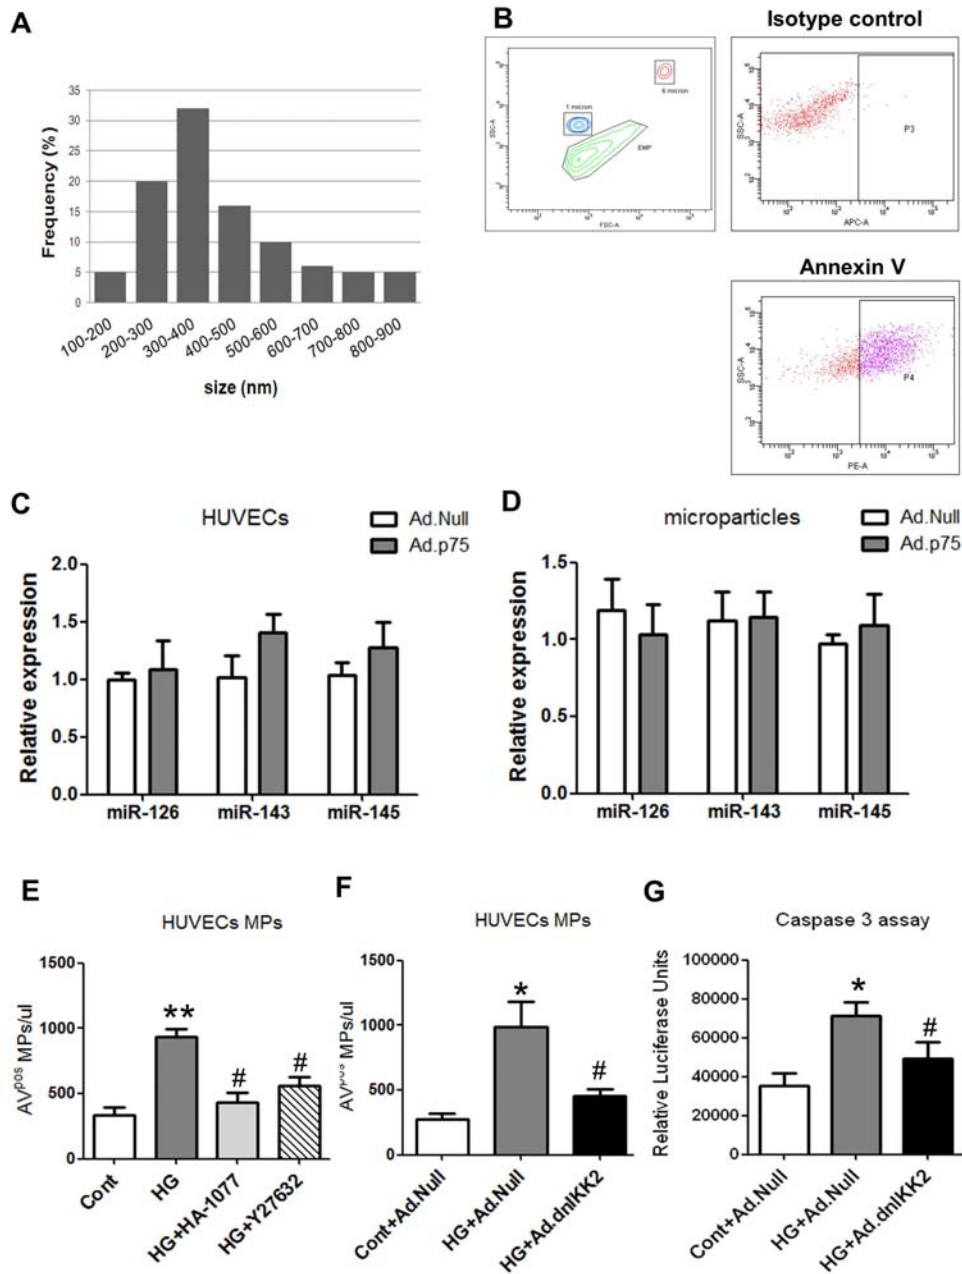 A
Frequency (%)
35
30
25
20
15
10
5
0
100-200
200-300
300-400
400-500
500-600
600-700
700-800
800-900
size (nm)
B
Isotype control
SSC-A
1 micron
6 micron
EMP
FSC-A
SSC-A
P3
APC-A
Annexin V
SSC-A
P4
PE-A
C
HUVECs
Ad.Null
Ad.p75
Relative expression
2.0
1.5
1.0
0.5
0.0
miR-126 miR-143 miR-145
D
microparticles
Ad.Null
Ad.p75
Relative expression
1.5
1.0
0.5
0.0
miR-126 miR-143 miR-145
E
HUVECs MPs
AVpos MPs/ul
1500
1000
500
0
**
#
#
Cont
HG
HG+HA-1077
HG+Y27632
F
HUVECs MPs
AVpos MPs/ul
1500
1000
500
0
*
#
Cont+Ad.Null
HG+Ad.Null
HG+Ad.dnIKK2
G
Caspase 3 assay
Relative Luciferase Units
100000
80000
60000
40000
20000
0
*
#
Cont+Ad.Null
HG+Ad.Null
HG+Ad.dnIKK2